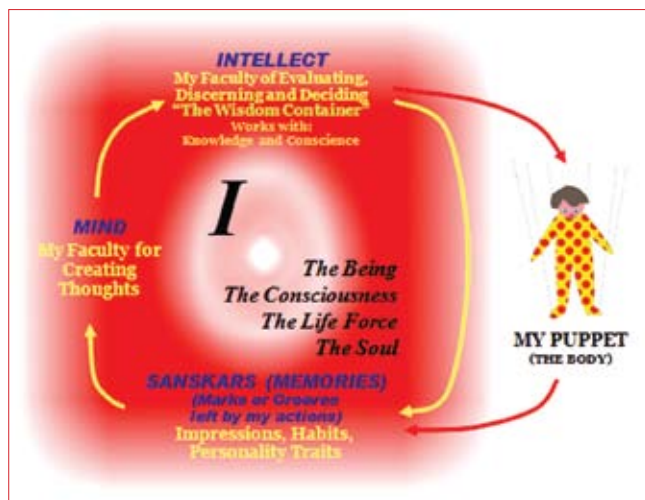 INTELLECT
My Faculty of Evaluating,
Discerning and Deciding
"The Wisdom Container"
Works with:
Knowledge and Conscience
I
MIND
My Faculty for
Creating
Thoughts
The Being
The Consciousness
The Life Force
The Soul
MY PUPPET
(THE BODY)
SANSKARS (MEMORIES)
(Marks or Grooves
left by my actions)
Impressions, Habits,
Personality Traits